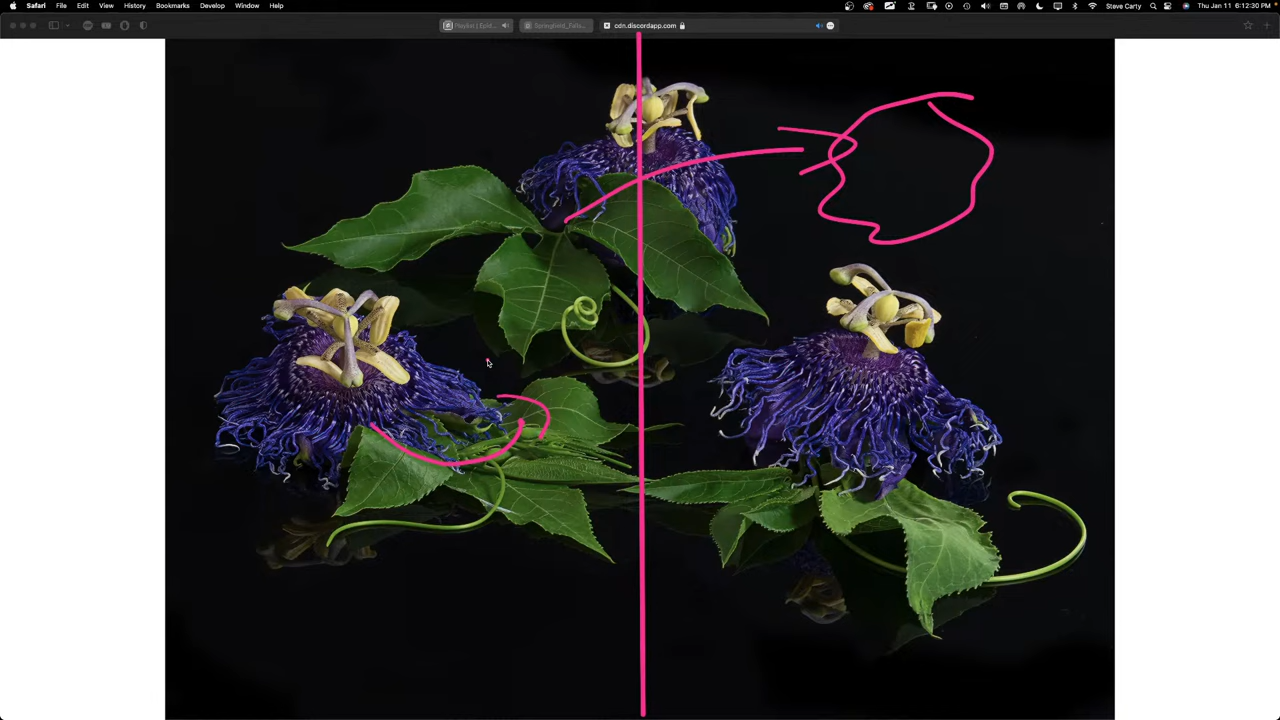 Safari File Edit View History Bookmarks Develop Window Help
Steve Carty Thu Jan 11 6:12:30 PM
cdn.discordapp.com